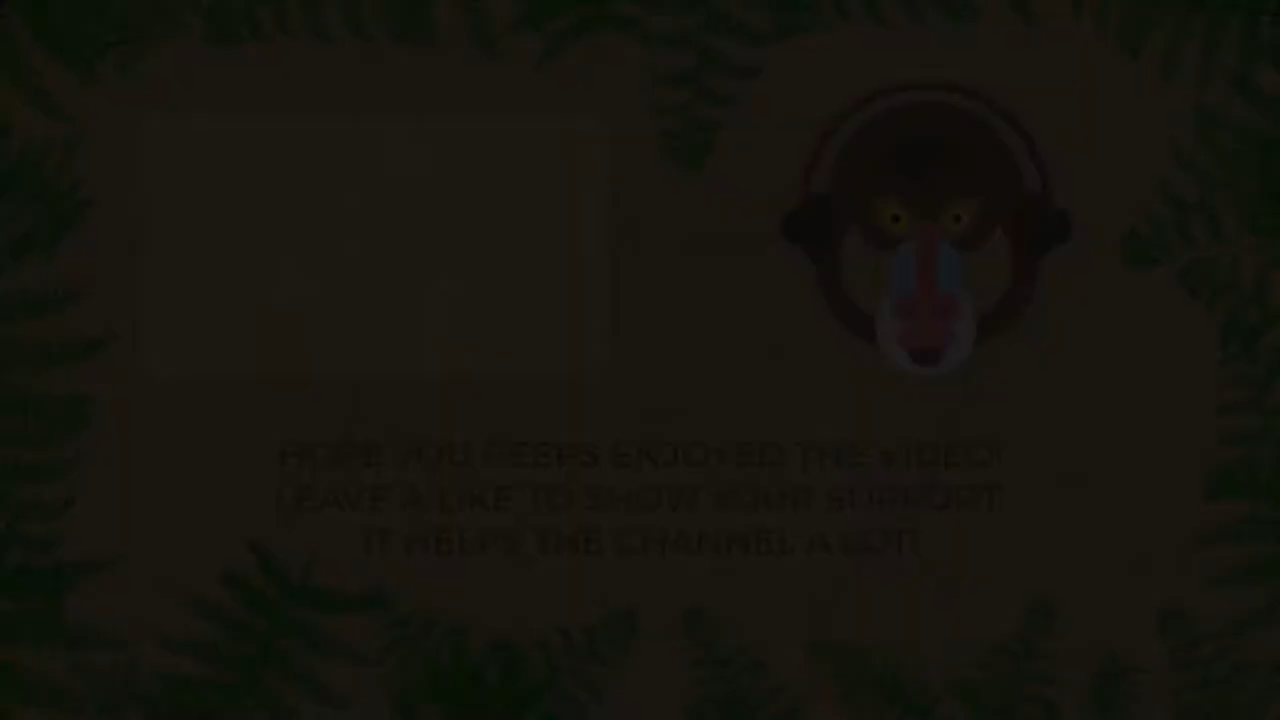 HOPE YOU PEEPS ENJOYED THE VIDEO!
LEAVE A LIKE TO SHOW YOUR SUPPORT
IT HELPS THE CHANNEL A LOT!